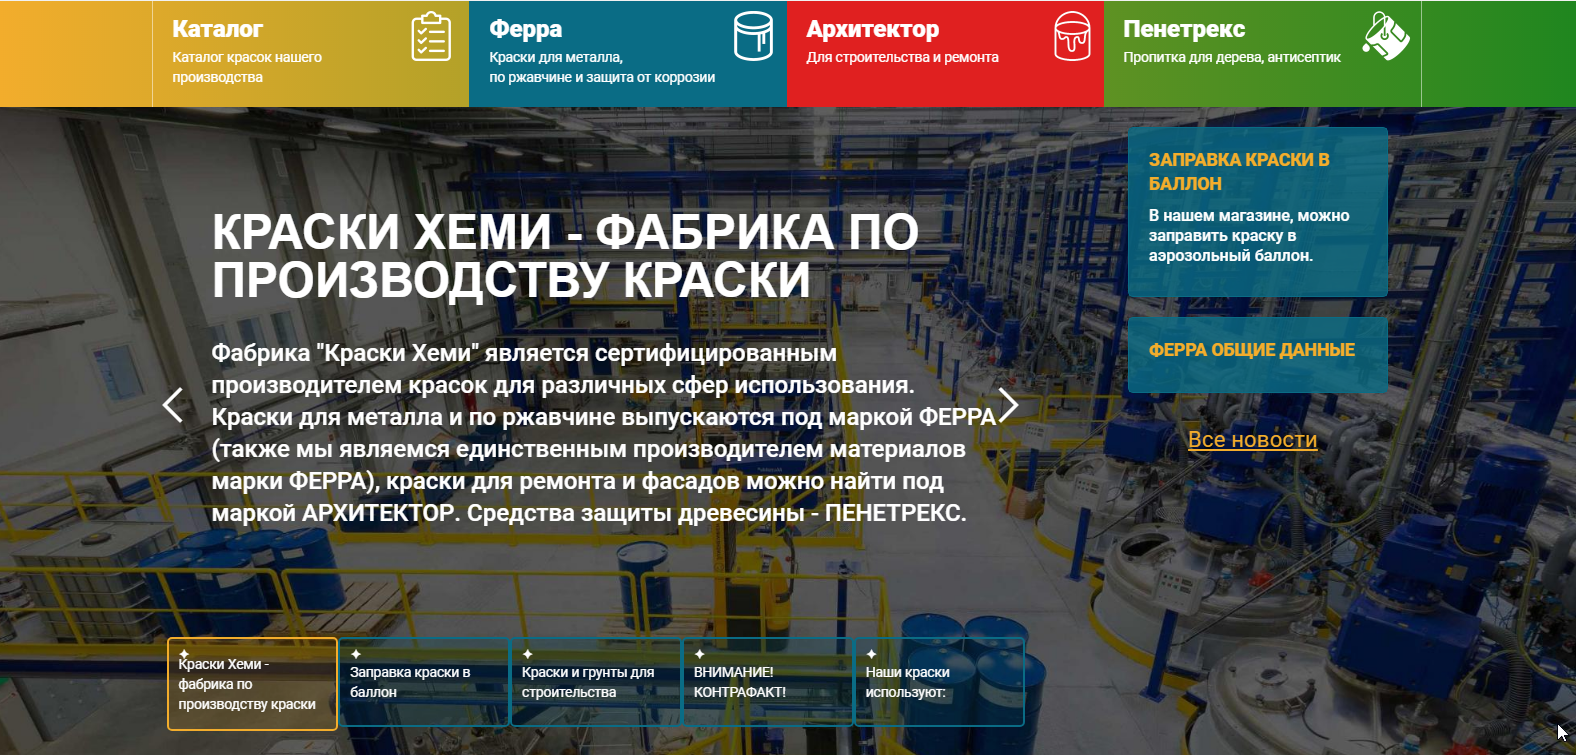 Каталог
Каталог красок нашего
производства
Ферра
Краски для металла,
по ржавчине и защита от коррозии
Архитектор
Для строительства и ремонта
Пенетрекс
Пропитка для дерева, антисептик
КРАСКИ ХЕМИ - ФАБРИКА ПО
ПРОИЗВОДСТВУ КРАСКИ
Фабрика "Краски Хеми" является сертифицированным
производителем красок для различных сфер использования.
Краски для металла и по ржавчине выпускаются под маркой ФЕРРА
(также мы являемся единственным производителем материалов
марки ФЕРРА), краски для ремонта и фасадов можно найти под
маркой АРХИТЕКТОР. Средства защиты древесины - ПЕНЕТРЕКС.
ЗАПРАВКА КРАСКИ В
БАЛЛОН
В нашем магазине, можно
заправить краску в
аэрозольный баллон.
ФЕРРА ОБЩИЕ ДАННЫЕ
Все новости
Краски Хеми -
фабрика по
производству краски
Заправка краски в
баллон
Краски и грунты для
строительства
ВНИМАНИЕ!
КОНТРАФАКТ!
Наши краски
используют: